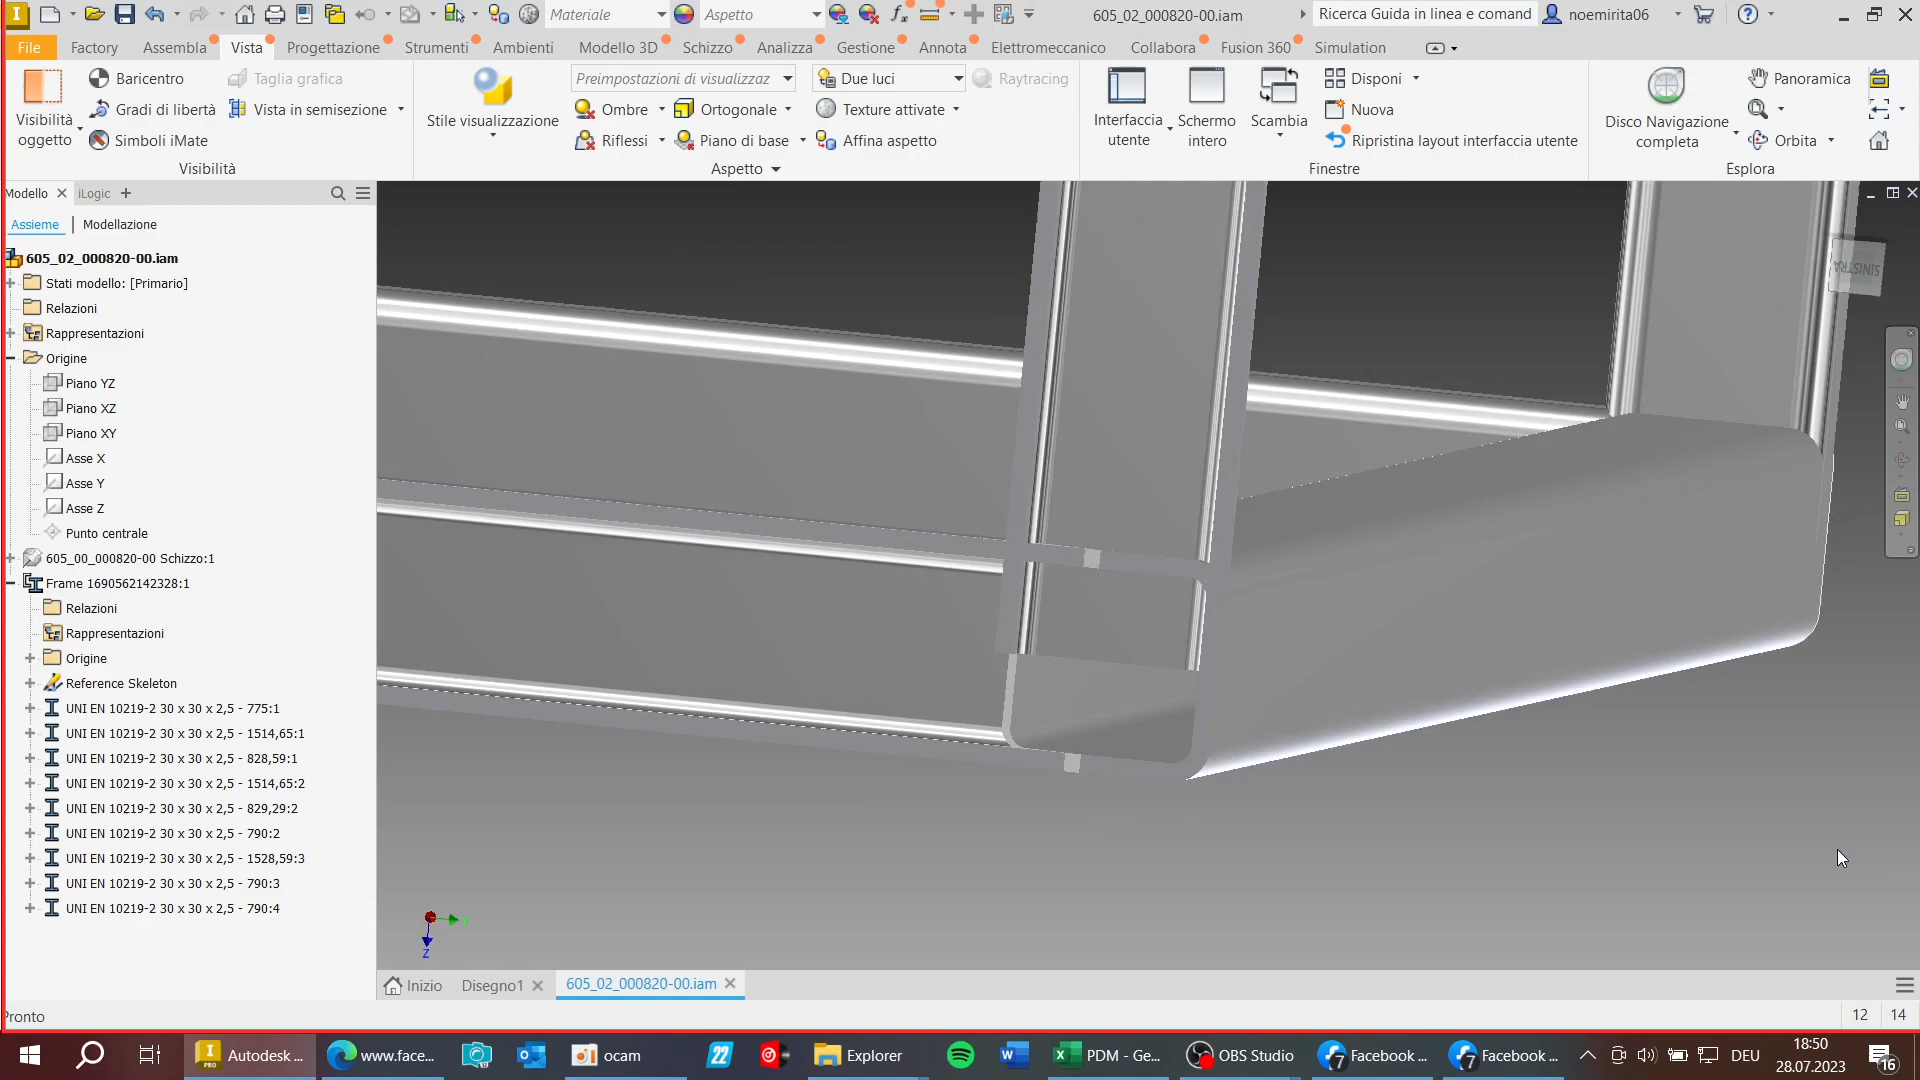 Materiale
Aspetto
605_02_000820-00.iam
Ricerca Guida in linea e comand
noemirita06
File
Factory
Assembla
Vista
Progettazione
Strumenti
Ambienti
Modello 3D
Schizzo
Analizza
Gestione
Annota
Elettromeccanico
Collabora
Fusion 360
Simulation
Visibilità
oggetto
Baricentro
Gradi di libertà
Simboli iMate
Taglia grafica
Vista in semisezione
Visibilità
Stile visualizzazione
Preimpostazioni di visualizzaz
Ombre
Riflessi
Ortogonale
Piano di base
Due luci
Texture attivate
Affina aspetto
Raytracing
Aspetto
Interfaccia
utente
Schermo
intero
Scambia
Disponi
Nuova
Ripristina layout interfaccia utente
Finestre
Disco Navigazione
completa
Panoramica
Orbita
Esplora
Modello
iLogic
Assieme
Modellazione
605_02_000820-00.iam
Stati modello: [Primario]
Relazioni
Rappresentazioni
Origine
Piano YZ
Piano XZ
Piano XY
Asse X
Asse Y
Asse Z
Punto centrale
605_00_000820-00 Schizzo:1
Frame 1690562142328:1
Relazioni
Rappresentazioni
Origine
Reference Skeleton
UNI EN 10219-2 30 x 30 x 2,5 - 775:1
UNI EN 10219-2 30 x 30 x 2,5 - 1514,65:1
UNI EN 10219-2 30 x 30 x 2,5 - 828,59:1
UNI EN 10219-2 30 x 30 x 2,5 - 1514,65:2
UNI EN 10219-2 30 x 30 x 2,5 - 829,29:2
UNI EN 10219-2 30 x 30 x 2,5 - 790:2
UNI EN 10219-2 30 x 30 x 2,5 - 1528,59:3
UNI EN 10219-2 30 x 30 x 2,5 - 790:3
UNI EN 10219-2 30 x 30 x 2,5 - 790:4
SINISTRA
Y
Z
Inizio
Disegno1
605_02_000820-00.iam
Pronto
12
14
Autodesk ...
www.face...
ocam
22
Explorer
PDM - Ge...
OBS Studio
Facebook ...
Facebook ...
DEU
18:50
28.07.2023
16